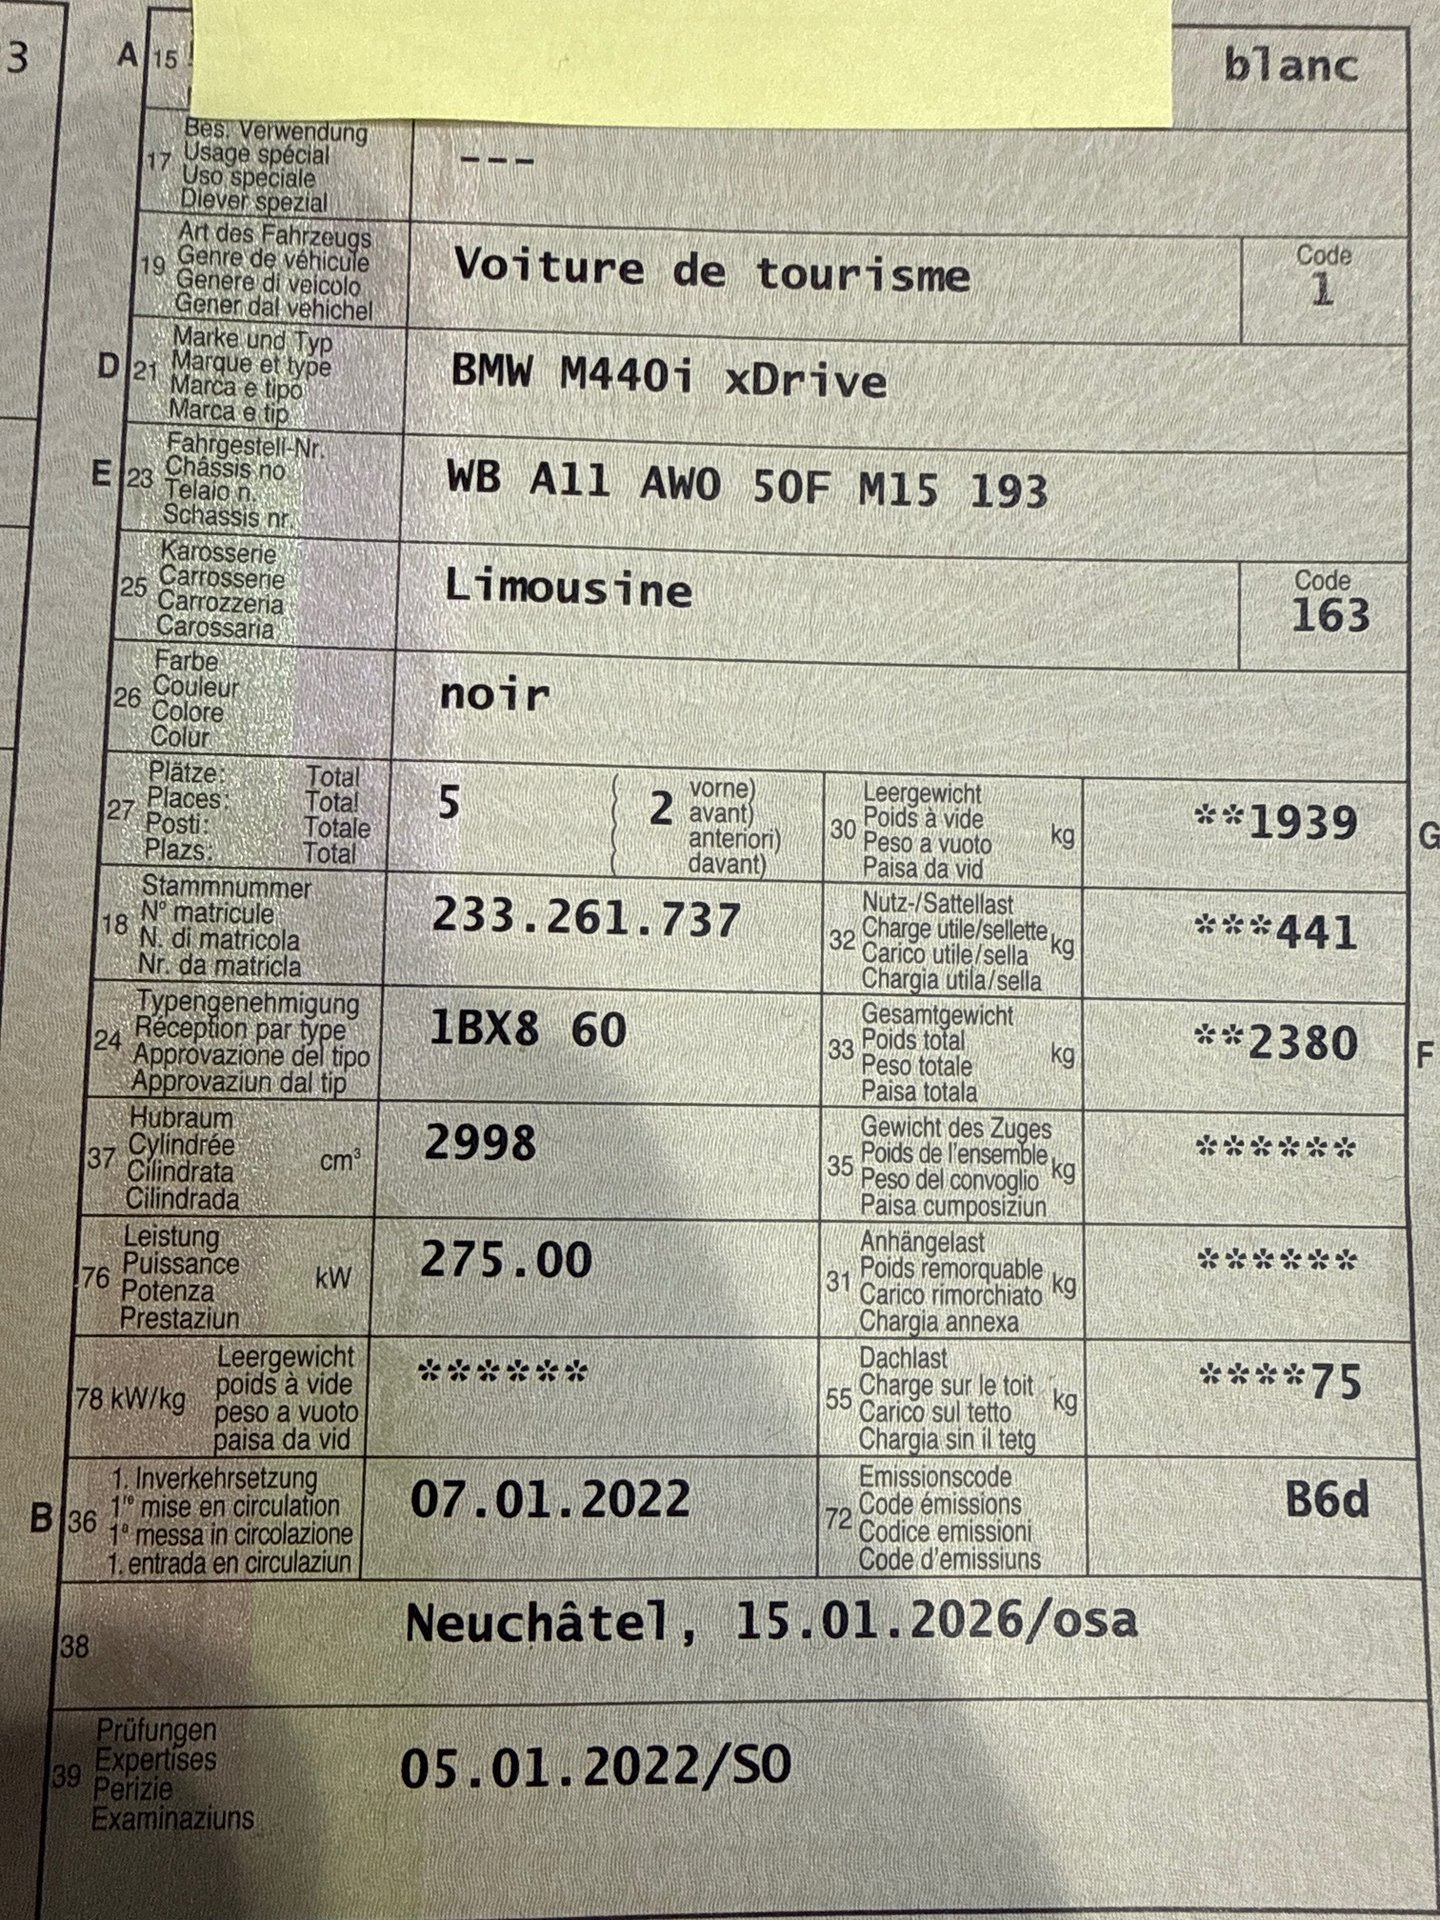 3
A 15 blanc
Bes. Verwendung
17 Usage spécial ---
Uso speciale
Diever spezial
Art des Fahrzeugs
19 Genre de véhicule Voiture de tourisme Code
Genere di veicolo 1
Gener dal vehichel
Marke und Typ
D 21 Marque et type BMW M440i xDrive
Marca e tipo
Marca e tip
Fahrgestell-Nr.
E 23 Châssis no WB A11 AW0 50F M15 193
Telaio n.
Schassis nr.
Karosserie
25 Carrosserie Limousine Code
Carrozzeria 163
Carossaria
Farbe
26 Couleur noir
Colore
Colur
Plätze: Total vorne)
27 Places: Total 5 ( 2 avant)
Posti: Totale anteriori)
Plazs: Total davant)
Leergewicht
30 Poids à vide kg **1939 G
Peso a vuoto
Paisa da vid
Stammnummer
18 N° matricule 233.261.737
N. di matricola
Nr. da matricla
Nutz-/Sattellast
32 Charge utile/sellette kg ***441
Carico utile/sella
Chargia utila/sella
Typengenehmigung
24 Réception par type 1BX8 60
Approvazione del tipo
Approvaziun dal tip
Gesamtgewicht
33 Poids total kg **2380 F
Peso totale
Paisa totala
Hubraum
37 Cylindrée cm³ 2998
Cilindrata
Cilindrada
Gewicht des Zuges
35 Poids de l'ensemble kg ******
Peso del convoglio
Paisa cumposiziun
Leistung
76 Puissance kW 275.00
Potenza
Prestaziun
Anhängelast
31 Poids remorquable kg ******
Carico rimorchiato
Chargia annexa
Leergewicht
78 kW/kg poids à vide ******
peso a vuoto
paisa da vid
Dachlast
55 Charge sur le toit kg ****75
Carico sul tetto
Chargia sin il tetg
1. Inverkehrsetzung
B 36 1re mise en circulation 07.01.2022
1a messa in circolazione
1. entrada en circulaziun
Emissionscode
72 Code émissions B6d
Codice emissioni
Code d'emissiuns
38 Neuchâtel, 15.01.2026/osa
Prüfungen
39 Expertises 05.01.2022/SO
Perizie
Examinaziuns